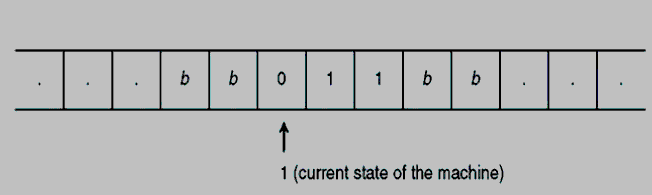 . . . b b 0 1 1 b b . . .
1 (current state of the machine)